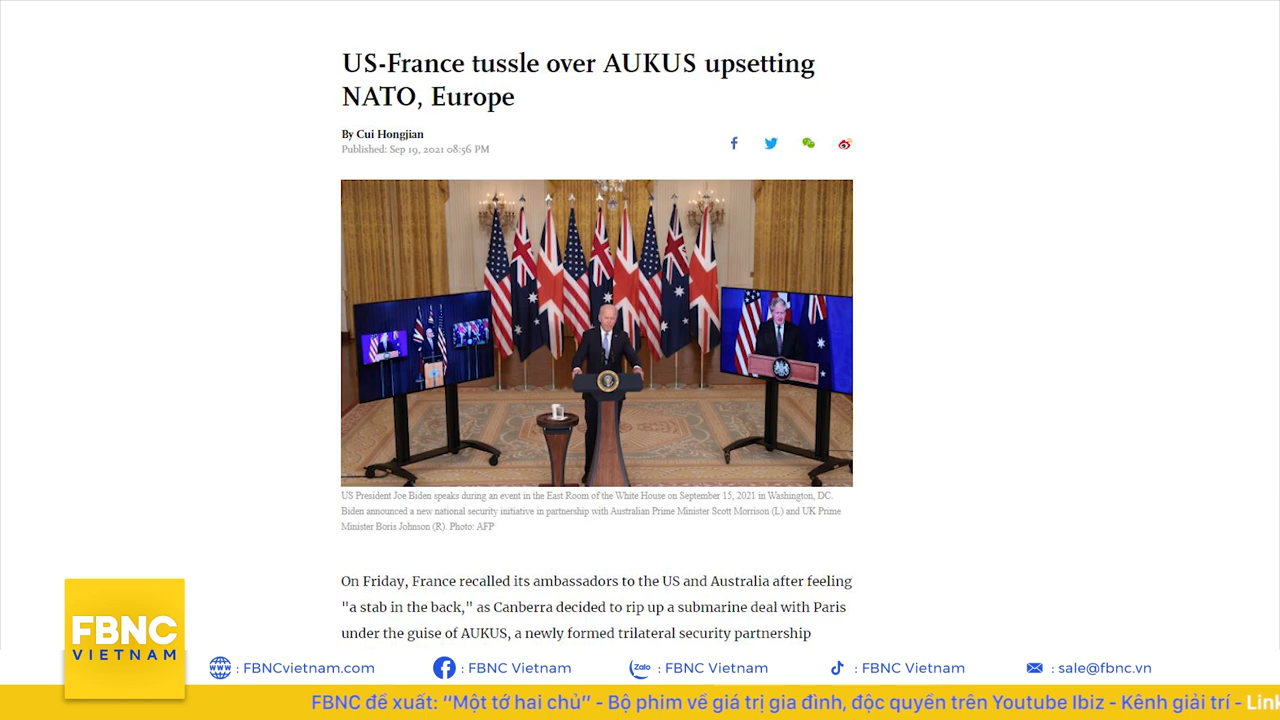 US-France tussle over AUKUS upsetting
NATO, Europe
By Cui Hongjian
Published: Sep 19, 2021 08:56 PM
US President Joe Biden speaks during an event in the East Room of the White House on September 15, 2021 in Washington, DC.
Biden announced a new national security initiative in partnership with Australian Prime Minister Scott Morrison (L) and UK Prime
Minister Boris Johnson (R). Photo: AFP
On Friday, France recalled its ambassadors to the US and Australia after feeling
"a stab in the back," as Canberra decided to rip up a submarine deal with Paris
under the guise of AUKUS, a newly formed trilateral security partnership
FBNC
VIETNAM
: FBNCvietnam.com
: FBNC Vietnam
Zalo : FBNC Vietnam
: FBNC Vietnam
: sale@fbnc.vn
FBNC đề xuất: “Một tớ hai chủ” - Bộ phim về giá trị gia đình, độc quyền trên Youtube Ibiz - Kênh giải trí - Link